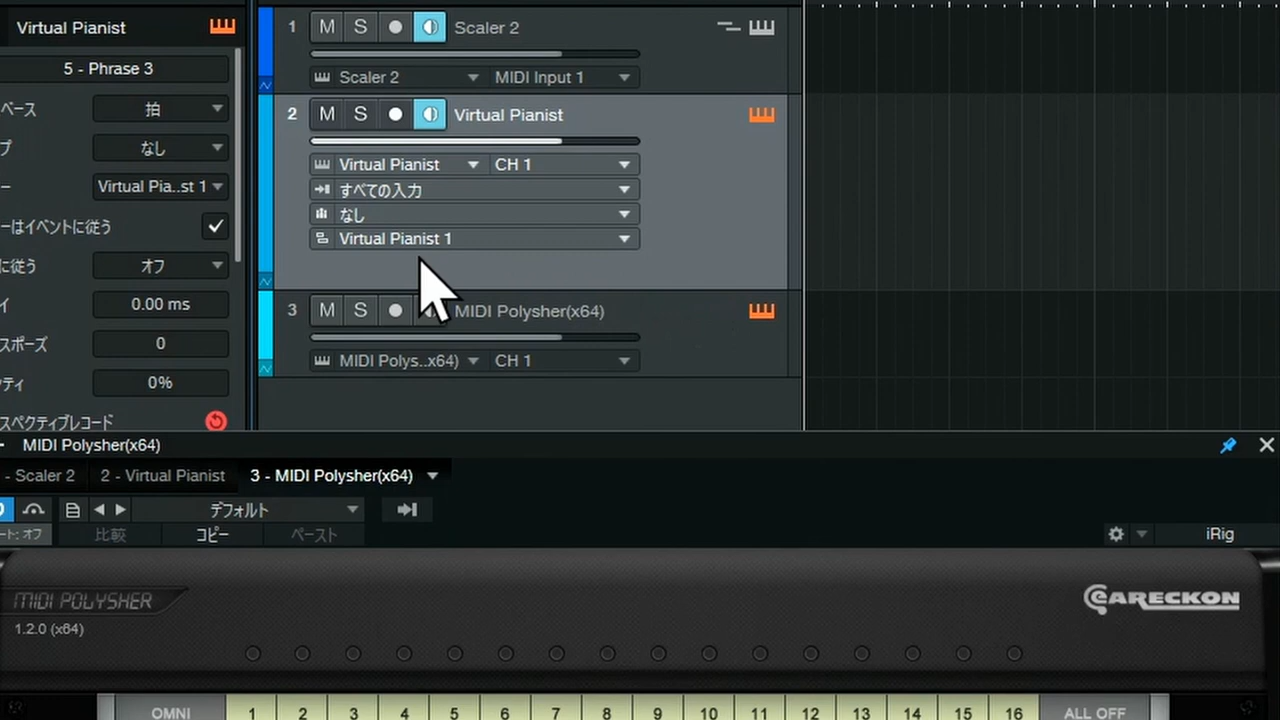 Virtual Pianist
5 - Phrase 3
ベース 拍
プ なし
ー Virtual Pia..st 1
ーはイベントに従う
に従う オフ
イ 0.00 ms
スポーズ 0
ティ 0%
スペクティブレコード
1 M S Scaler 2
Scaler 2 MIDI Input 1
2 M S Virtual Pianist
Virtual Pianist CH 1
すべての入力
なし
Virtual Pianist 1
3 M S MIDI Polysher(x64)
MIDI Polys..x64) CH 1
MIDI Polysher(x64)
- Scaler 2 2 - Virtual Pianist 3 - MIDI Polysher(x64)
デフォルト
ート: オフ 比較 コピー ペースト iRig
MIDI POLYSHER
1.2.0 (x64)
ARECKON
OMNI 1 2 3 4 5 6 7 8 9 10 11 12 13 14 15 16 ALL OFF